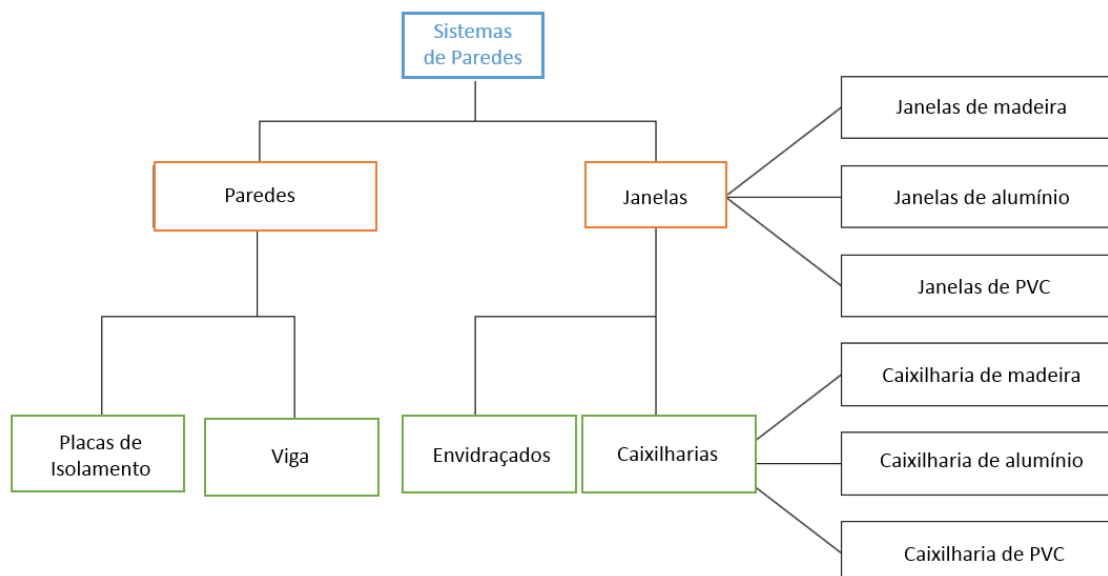 Sistemas
de Paredes
Paredes
Janelas
Janelas de madeira
Janelas de alumínio
Janelas de PVC
Placas de
Isolamento
Viga
Envidraçados
Caixilharias
Caixilharia de madeira
Caixilharia de alumínio
Caixilharia de PVC